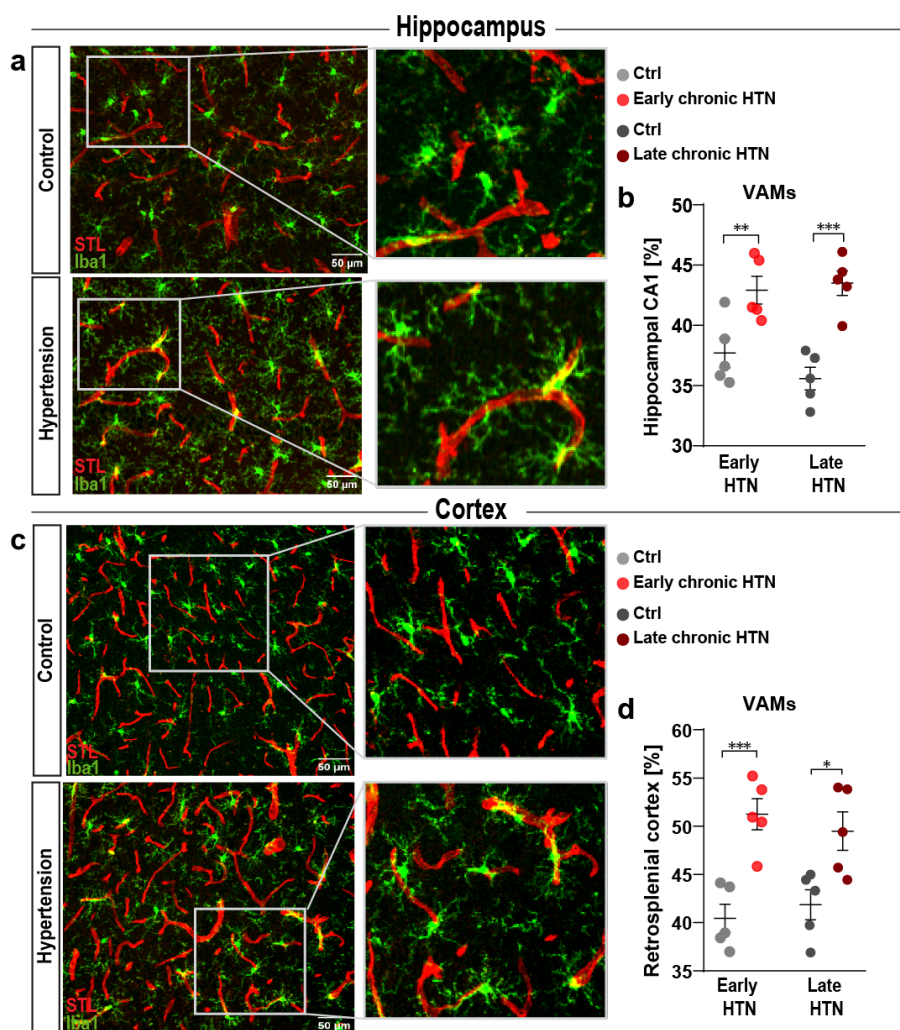 Hippocampus
a
Control
STL
Iba1
50 µm
Hypertension
STL
Iba1
50 µm
Ctrl
Early chronic HTN
Ctrl
Late chronic HTN
b
VAMs
Hippocampal CA1 [%]
50
45
40
35
30
**
***
Early
HTN
Late
HTN
Cortex
c
Control
STL
Iba1
50 µm
Hypertension
STL
Iba1
50 µm
Ctrl
Early chronic HTN
Ctrl
Late chronic HTN
d
VAMs
Retrosplenial cortex [%]
60
55
50
45
40
35
***
*
Early
HTN
Late
HTN